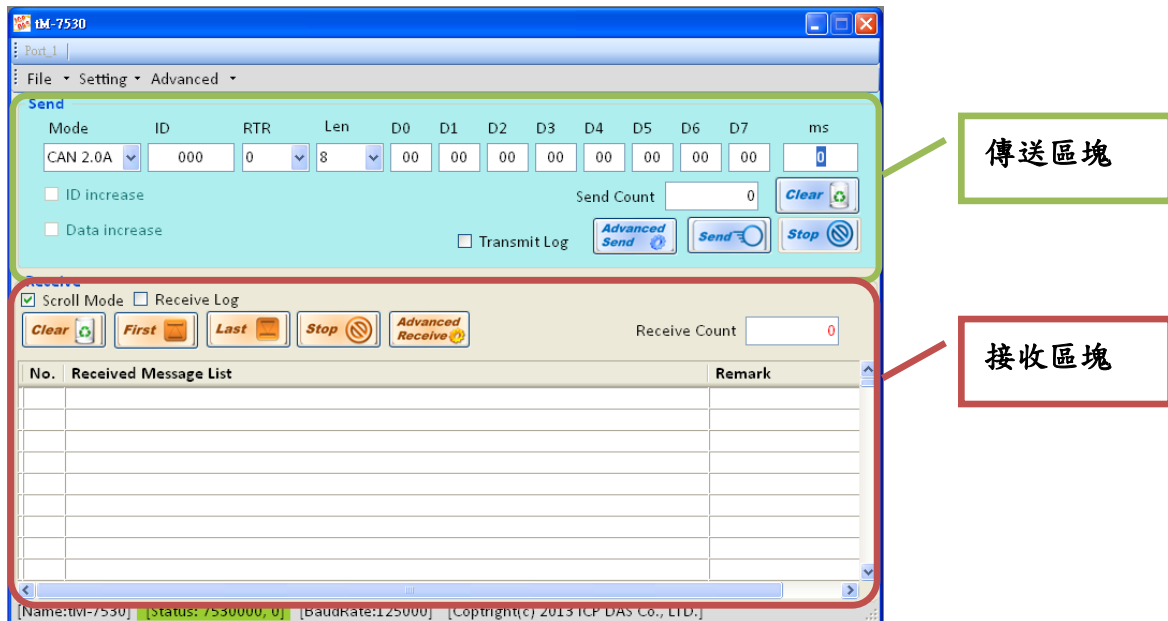 tM-7530
Port_1
File Setting Advanced
Send
Mode ID RTR Len D0 D1 D2 D3 D4 D5 D6 D7 ms
CAN 2.0A 000 0 8 00 00 00 00 00 00 00 00 0
ID increase
Send Count 0 Clear
Data increase
Transmit Log Advanced Send Send Stop
傳送區塊
Receive
Scroll Mode Receive Log
Clear First Last Stop Advanced Receive Receive Count 0
No. Received Message List Remark
接收區塊
[Name:tM-7530] [Status: 7530000, 0] [BaudRate:125000] [Coptright(c) 2013 ICP DAS Co., LTD.]